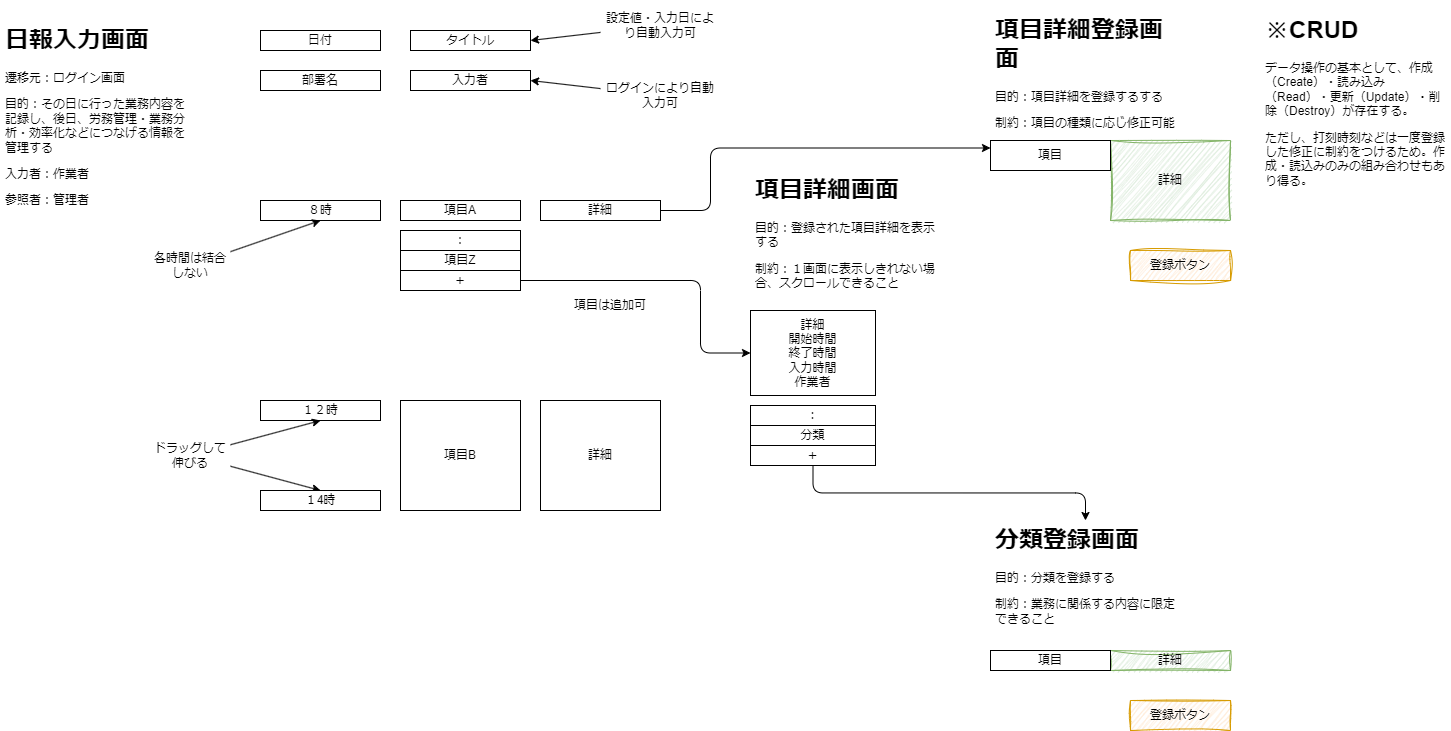 日報入力画面
遷移元：ログイン画面
目的：その日に行った業務内容を
記録し、後日、労務管理・業務分
析・効率化などにつなげる情報を
管理する
入力者：作業者
参照者：管理者
日付
タイトル
設定値・入力日によ
り自動入力可
部署名
入力者
ログインにより自動
入力可
８時
項目A
詳細
各時間は結合
しない
：
項目Z
+
項目は追加可
１２時
ドラッグして
伸びる
１4時
項目B
詳細
項目詳細画面
目的：登録された項目詳細を表示
する
制約：１画面に表示しきれない場
合、スクロールできること
詳細
開始時間
終了時間
入力時間
作業者
：
分類
+
項目詳細登録画
面
目的：項目詳細を登録するする
制約：項目の種類に応じ修正可能
項目
詳細
登録ボタン
分類登録画面
目的：分類を登録する
制約：業務に関係する内容に限定
できること
項目
詳細
登録ボタン
※CRUD
データ操作の基本として、作成
（Create）・読み込み
（Read）・更新（Update）・削
除（Destroy）が存在する。
ただし、打刻時刻などは一度登録
した修正に制約をつけるため。作
成・読込みのみの組み合わせもあ
り得る。